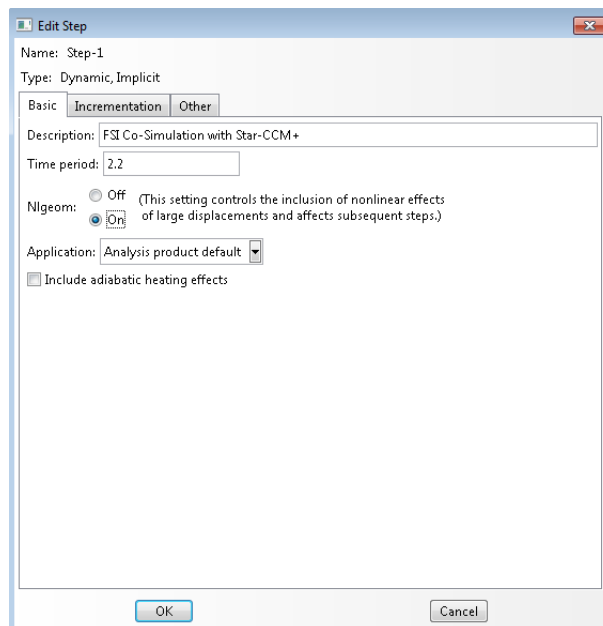 Edit Step
Name: Step-1
Type: Dynamic, Implicit
Basic Incrementation Other
Description: FSI Co-Simulation with Star-CCM+
Time period: 2.2
Nlgeom: Off (This setting controls the inclusion of nonlinear effects
On of large displacements and affects subsequent steps.)
Application: Analysis product default
Include adiabatic heating effects
OK Cancel